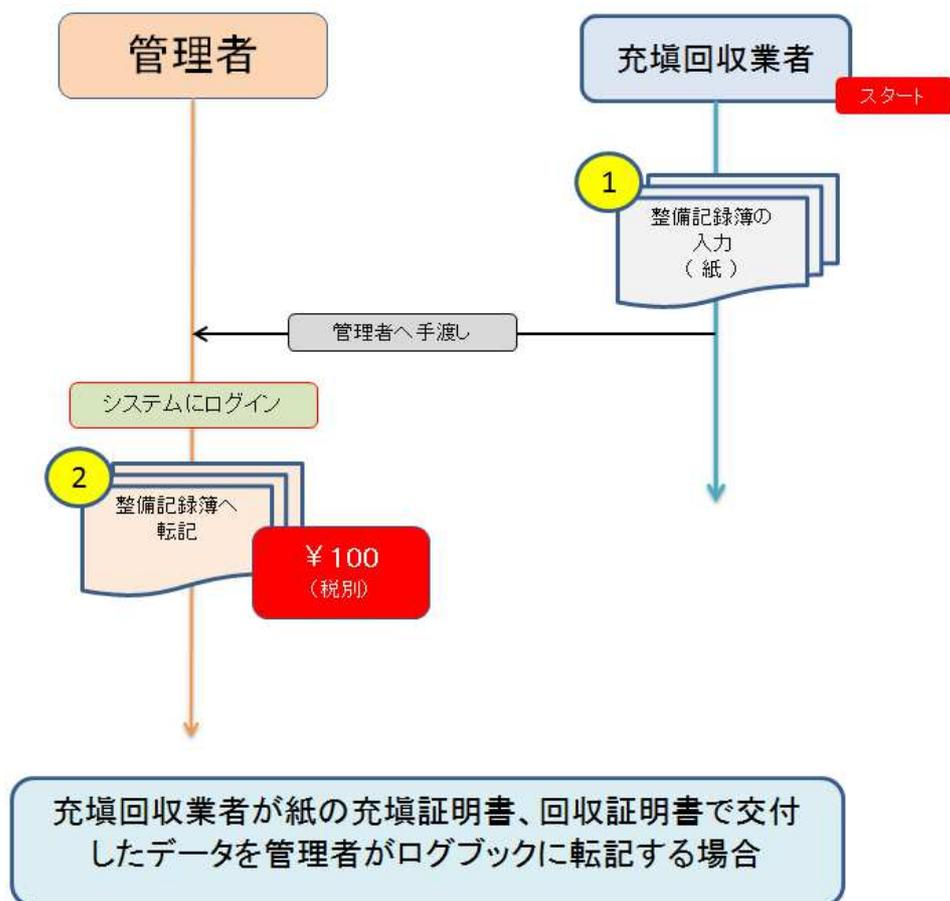 管理者
充塡回収業者
スタート
1
整備記録簿の
入力
（紙）
管理者へ手渡し
システムにログイン
2
整備記録簿へ
転記
￥100
（税別）
充塡回収業者が紙の充塡証明書、回収証明書で交付
したデータを管理者がログブックに転記する場合